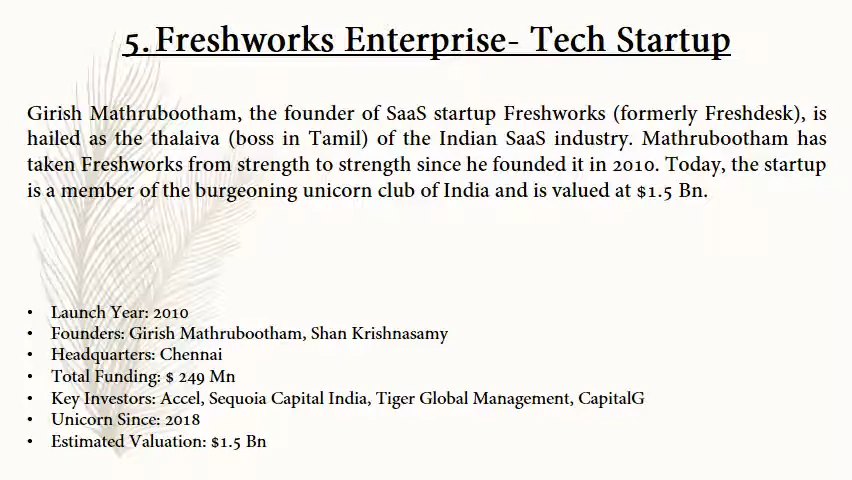 5. Freshworks Enterprise- Tech Startup
Girish Mathrubootham, the founder of SaaS startup Freshworks (formerly Freshdesk), is
hailed as the thalaiva (boss in Tamil) of the Indian SaaS industry. Mathrubootham has
taken Freshworks from strength to strength since he founded it in 2010. Today, the startup
is a member of the burgeoning unicorn club of India and is valued at $1.5 Bn.
• Launch Year: 2010
• Founders: Girish Mathrubootham, Shan Krishnasamy
• Headquarters: Chennai
• Total Funding: $ 249 Mn
• Key Investors: Accel, Sequoia Capital India, Tiger Global Management, CapitalG
• Unicorn Since: 2018
• Estimated Valuation: $1.5 Bn